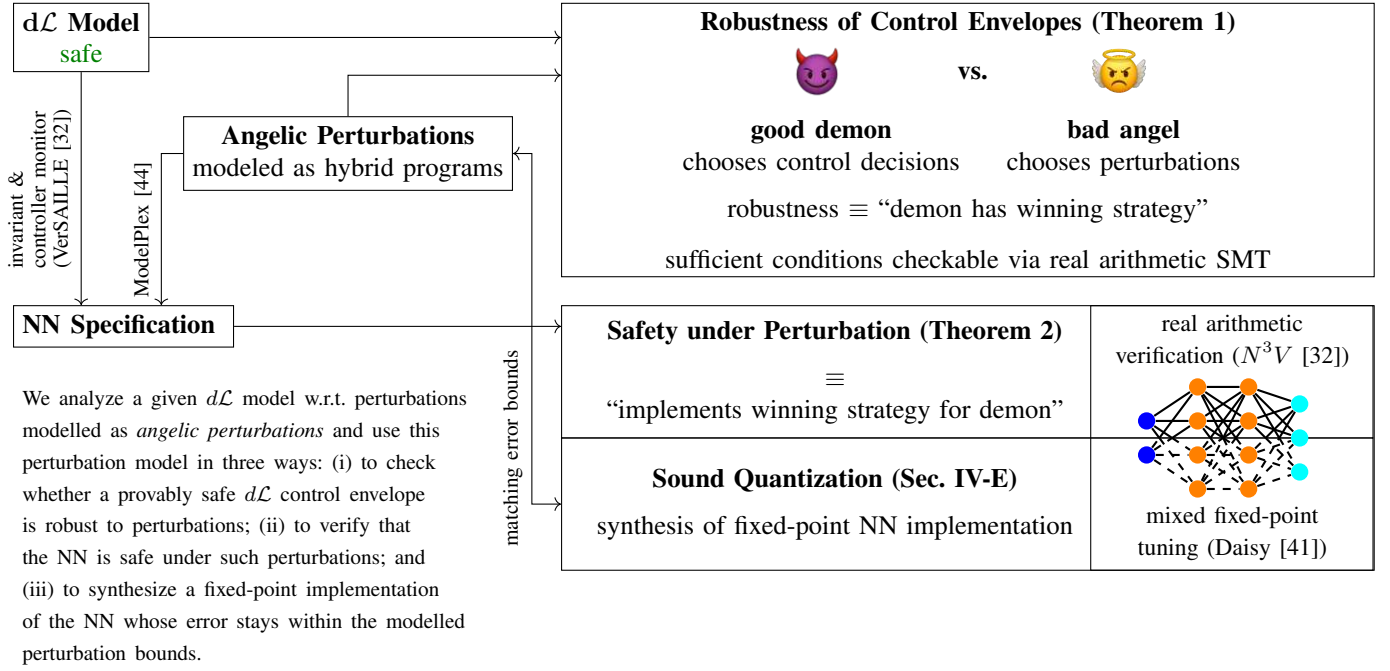 dℒ Model
safe
invariant &
controller monitor
(VerSAILLE [32])
ModelPlex [44]
Angelic Perturbations
modeled as hybrid programs
Robustness of Control Envelopes (Theorem 1)
vs.
good demon
chooses control decisions
bad angel
chooses perturbations
robustness ≡ “demon has winning strategy”
sufficient conditions checkable via real arithmetic SMT
NN Specification
matching error bounds
Safety under Perturbation (Theorem 2)
≡
“implements winning strategy for demon”
Sound Quantization (Sec. IV-E)
synthesis of fixed-point NN implementation
real arithmetic
verification (N³V [32])
mixed fixed-point
tuning (Daisy [41])
We analyze a given dℒ model w.r.t. perturbations
modelled as angelic perturbations and use this
perturbation model in three ways: (i) to check
whether a provably safe dℒ control envelope
is robust to perturbations; (ii) to verify that
the NN is safe under such perturbations; and
(iii) to synthesize a fixed-point implementation
of the NN whose error stays within the modelled
perturbation bounds.